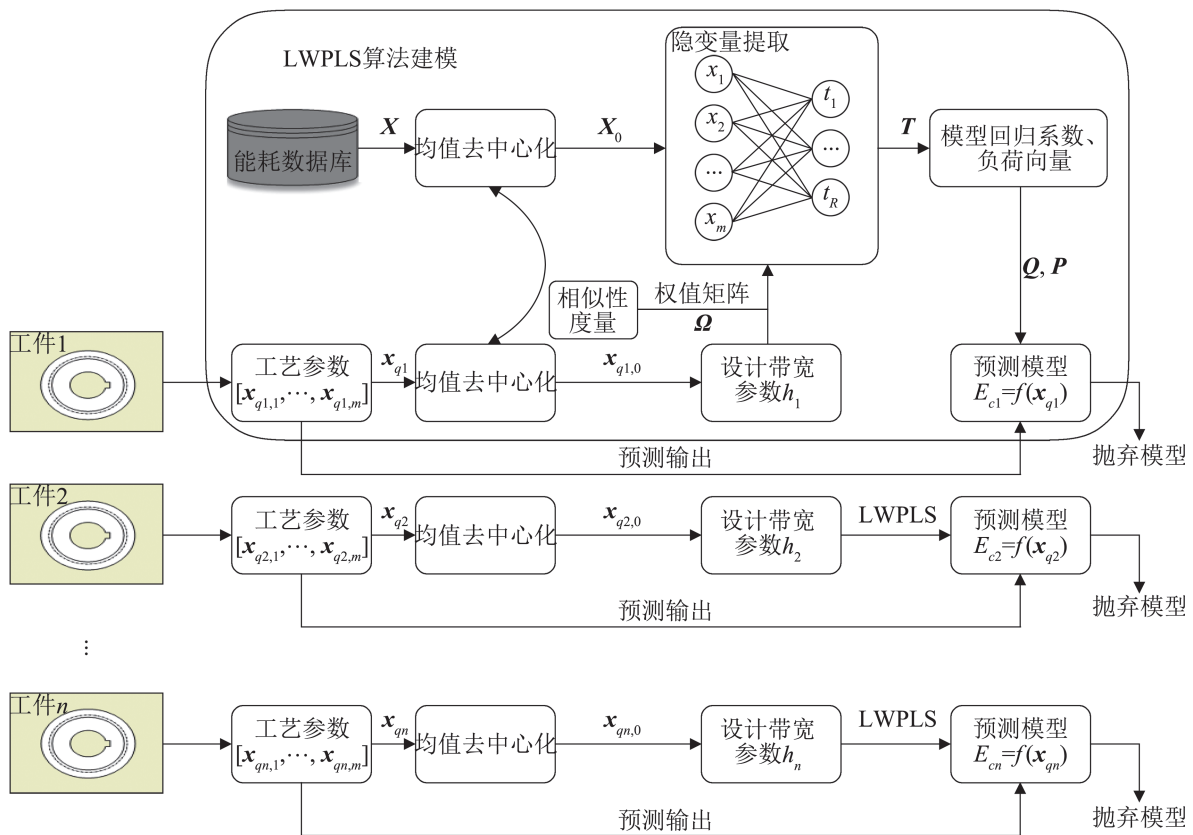 LWPLS算法建模
隐变量提取
x1
x2
...
xm
t1
...
tR
能耗数据库
X
均值去中心化
X0
T
模型回归系数、
负荷向量
Q, P
相似性
度量
权值矩阵
Ω
工件1
工艺参数
[xq1,1,…, xq1,m]
xq1
均值去中心化
xq1,0
设计带宽
参数h1
预测模型
Ec1=f(xq1)
预测输出
抛弃模型
工件2
工艺参数
[xq2,1,…, xq2,m]
xq2
均值去中心化
xq2,0
设计带宽
参数h2
LWPLS
预测模型
Ec2=f(xq2)
预测输出
抛弃模型
⋮
工件n
工艺参数
[xqn,1,…, xqn,m]
xqn
均值去中心化
xqn,0
设计带宽
参数hn
LWPLS
预测模型
Ecn=f(xqn)
预测输出
抛弃模型